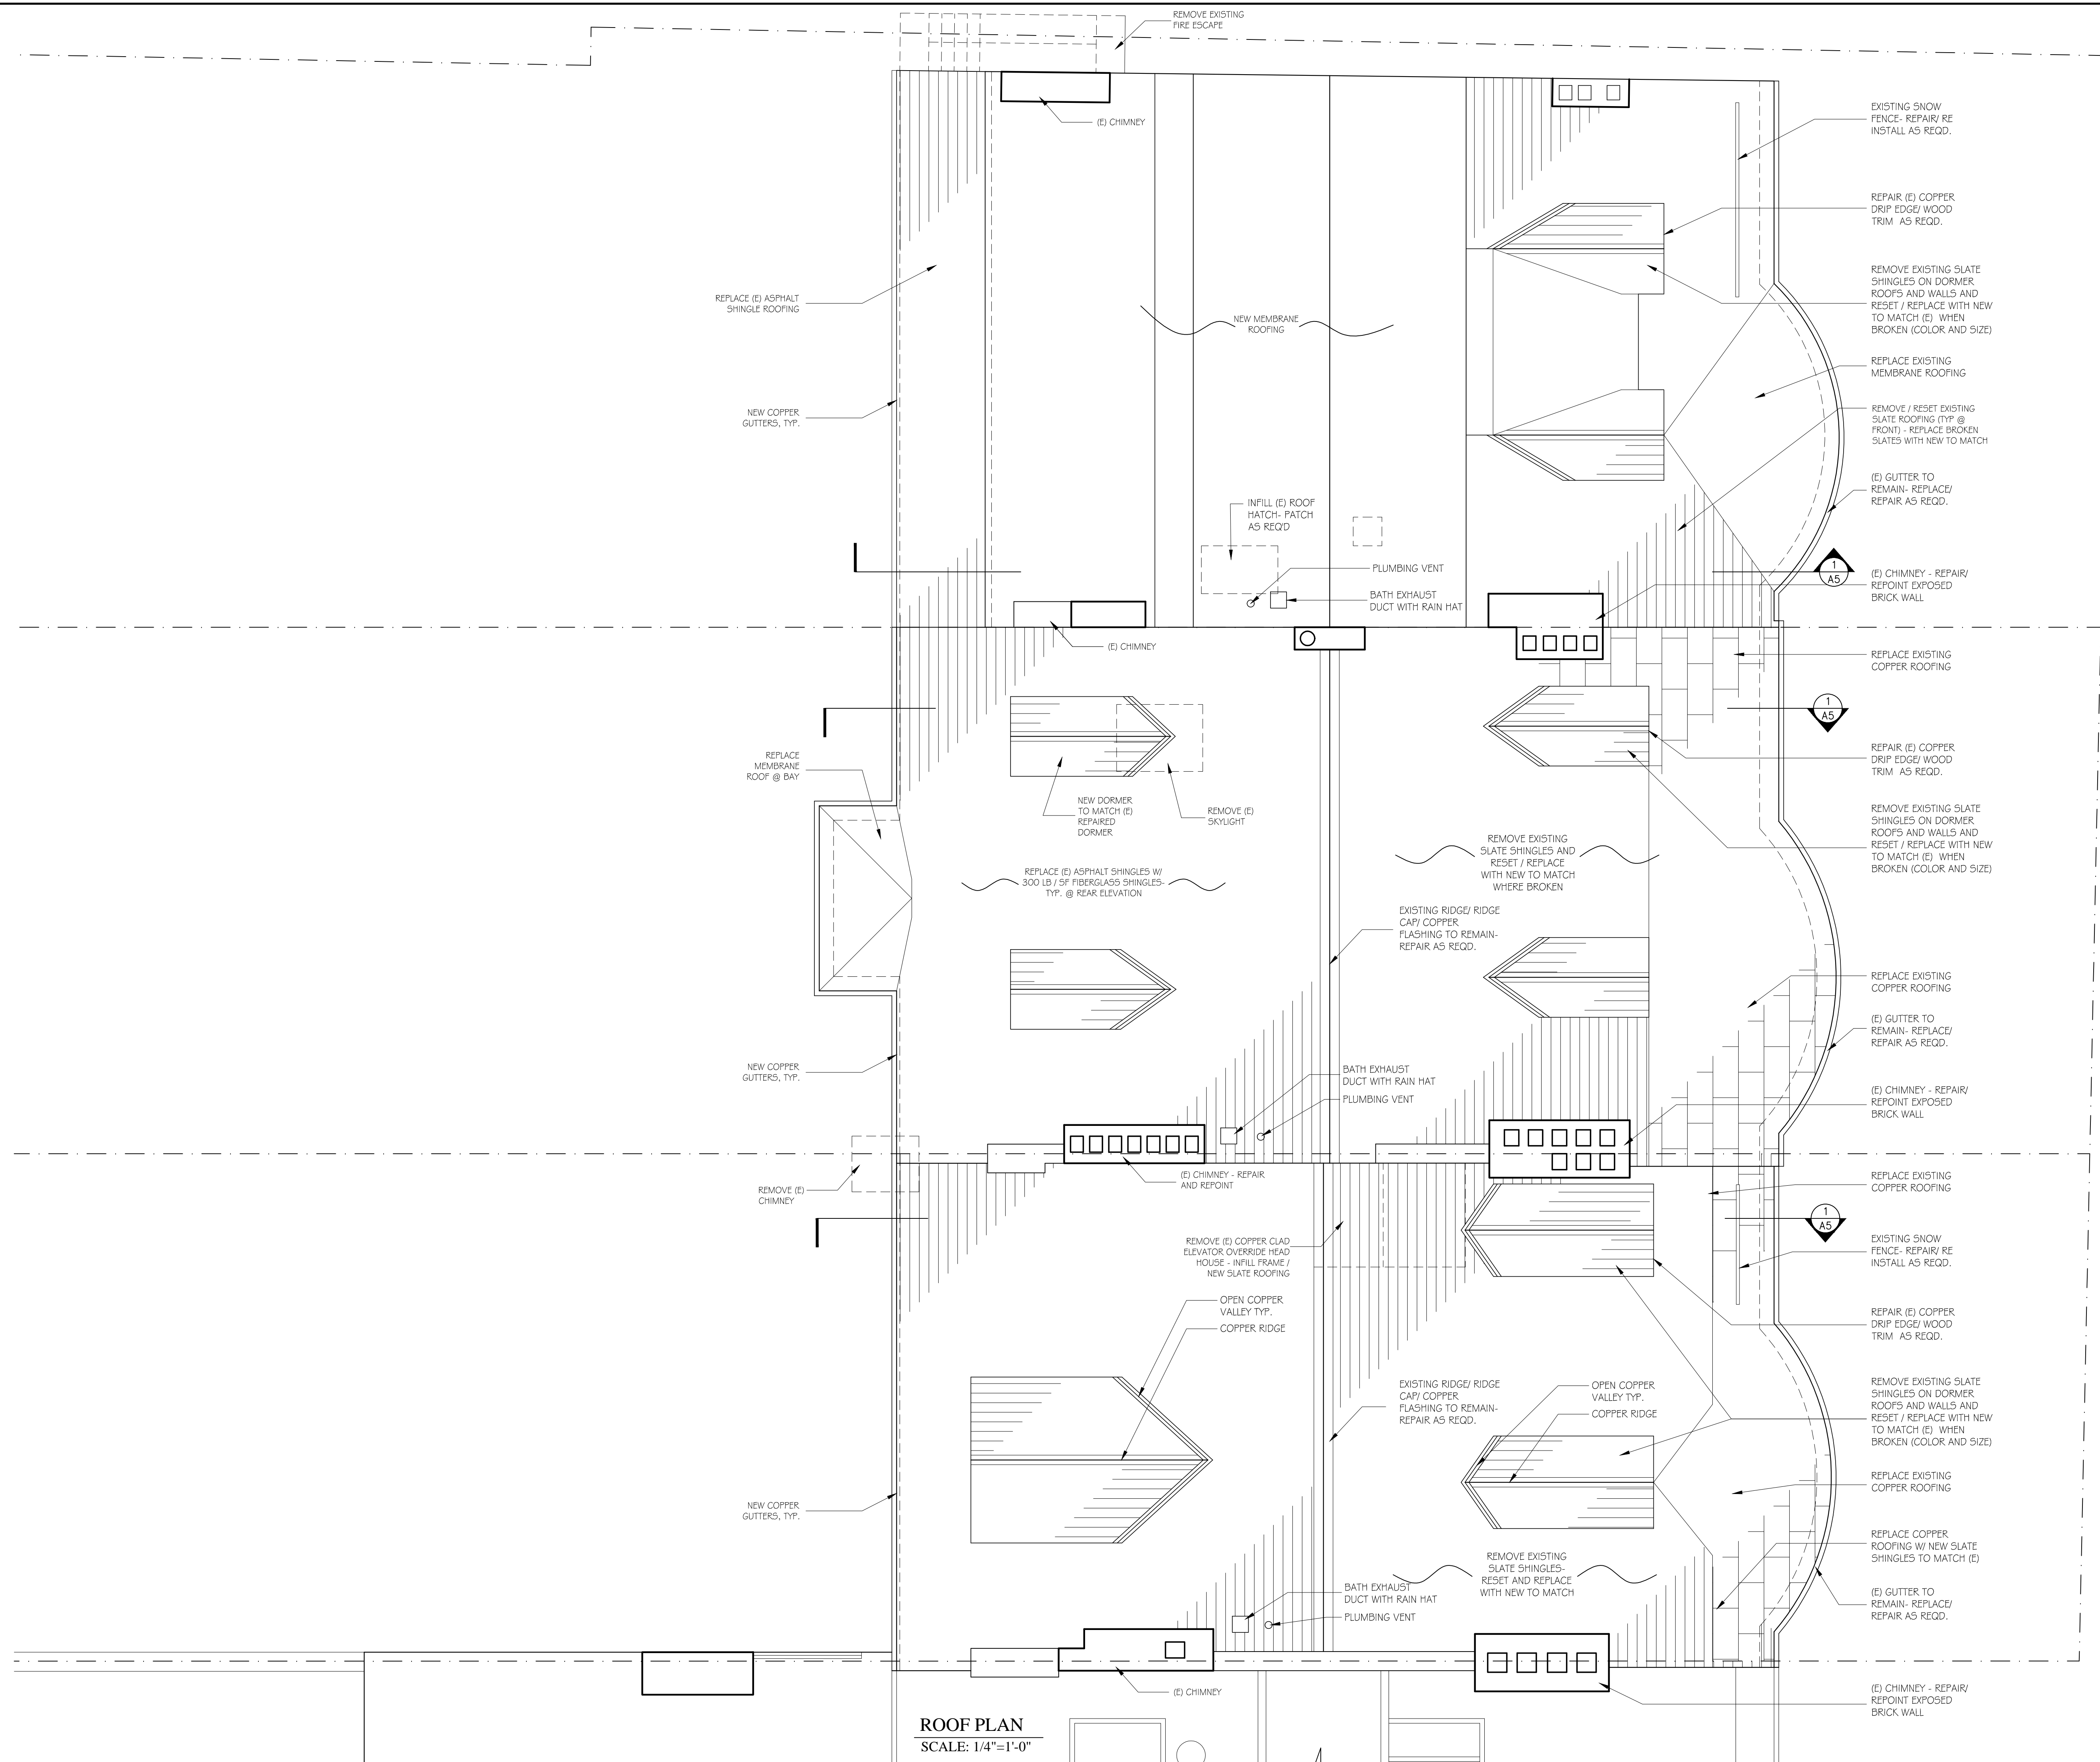 REMOVE EXISTING
FIRE ESCAPE
(E) CHIMNEY
EXISTING SNOW
FENCE- REPAIR/ RE
INSTALL AS REQD.
REPAIR (E) COPPER
DRIP EDGE/ WOOD
TRIM AS REQD.
REMOVE EXISTING SLATE
SHINGLES ON DORMER
ROOFS AND WALLS AND
RESET / REPLACE WITH NEW
TO MATCH (E) WHEN
BROKEN (COLOR AND SIZE)
REPLACE (E) ASPHALT
SHINGLE ROOFING
NEW MEMBRANE
ROOFING
REPLACE EXISTING
MEMBRANE ROOFING
NEW COPPER
GUTTERS, TYP.
REMOVE / RESET EXISTING
SLATE ROOFING (TYP @
FRONT) - REPLACE BROKEN
SLATES WITH NEW TO MATCH
(E) GUTTER TO
REMAIN- REPLACE/
REPAIR AS REQD.
INFILL (E) ROOF
HATCH- PATCH
AS REQ'D
PLUMBING VENT
BATH EXHAUST
DUCT WITH RAIN HAT
1
A5
(E) CHIMNEY - REPAIR/
REPOINT EXPOSED
BRICK WALL
(E) CHIMNEY
REPLACE EXISTING
COPPER ROOFING
1
A5
REPAIR (E) COPPER
DRIP EDGE/ WOOD
TRIM AS REQD.
REPLACE
MEMBRANE
ROOF @ BAY
NEW DORMER
TO MATCH (E)
REPAIRED
DORMER
REMOVE (E)
SKYLIGHT
REMOVE EXISTING SLATE
SHINGLES ON DORMER
ROOFS AND WALLS AND
RESET / REPLACE WITH NEW
TO MATCH (E) WHEN
BROKEN (COLOR AND SIZE)
REMOVE EXISTING
SLATE SHINGLES AND
RESET / REPLACE
WITH NEW TO MATCH
WHERE BROKEN
REPLACE (E) ASPHALT SHINGLES W/
300 LB / SF FIBERGLASS SHINGLES-
TYP. @ REAR ELEVATION
EXISTING RIDGE/ RIDGE
CAP/ COPPER
FLASHING TO REMAIN-
REPAIR AS REQD.
REPLACE EXISTING
COPPER ROOFING
(E) GUTTER TO
REMAIN- REPLACE/
REPAIR AS REQD.
NEW COPPER
GUTTERS, TYP.
BATH EXHAUST
DUCT WITH RAIN HAT
PLUMBING VENT
(E) CHIMNEY - REPAIR/
REPOINT EXPOSED
BRICK WALL
REMOVE (E)
CHIMNEY
(E) CHIMNEY - REPAIR
AND REPOINT
REPLACE EXISTING
COPPER ROOFING
1
A5
REMOVE (E) COPPER CLAD
ELEVATOR OVERRIDE HEAD
HOUSE - INFILL FRAME /
NEW SLATE ROOFING
EXISTING SNOW
FENCE- REPAIR/ RE
INSTALL AS REQD.
OPEN COPPER
VALLEY TYP.
COPPER RIDGE
REPAIR (E) COPPER
DRIP EDGE/ WOOD
TRIM AS REQD.
EXISTING RIDGE/ RIDGE
CAP/ COPPER
FLASHING TO REMAIN-
REPAIR AS REQD.
OPEN COPPER
VALLEY TYP.
COPPER RIDGE
REMOVE EXISTING SLATE
SHINGLES ON DORMER
ROOFS AND WALLS AND
RESET / REPLACE WITH NEW
TO MATCH (E) WHEN
BROKEN (COLOR AND SIZE)
REPLACE EXISTING
COPPER ROOFING
NEW COPPER
GUTTERS, TYP.
REPLACE COPPER
ROOFING W/ NEW SLATE
SHINGLES TO MATCH (E)
REMOVE EXISTING
SLATE SHINGLES-
RESET AND REPLACE
WITH NEW TO MATCH
BATH EXHAUST
DUCT WITH RAIN HAT
PLUMBING VENT
(E) GUTTER TO
REMAIN- REPLACE/
REPAIR AS REQD.
(E) CHIMNEY
(E) CHIMNEY - REPAIR/
REPOINT EXPOSED
BRICK WALL
ROOF PLAN
SCALE: 1/4"=1'-0"